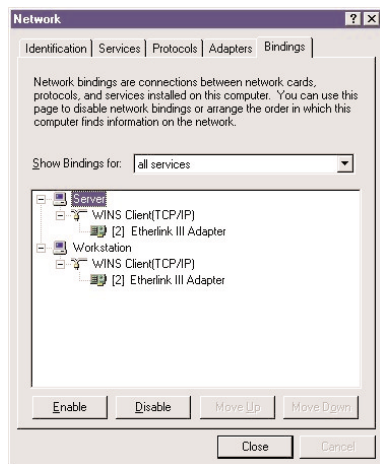 Network
? X
Identification Services Protocols Adapters Bindings
Network bindings are connections between network cards,
protocols, and services installed on this computer. You can use this
page to disable network bindings or arrange the order in which this
computer finds information on the network.
Show Bindings for: all services
Server
WINS Client(TCP/IP)
[2] Etherlink III Adapter
Workstation
WINS Client(TCP/IP)
[2] Etherlink III Adapter
Enable Disable Move Up Move Down
Close Cancel